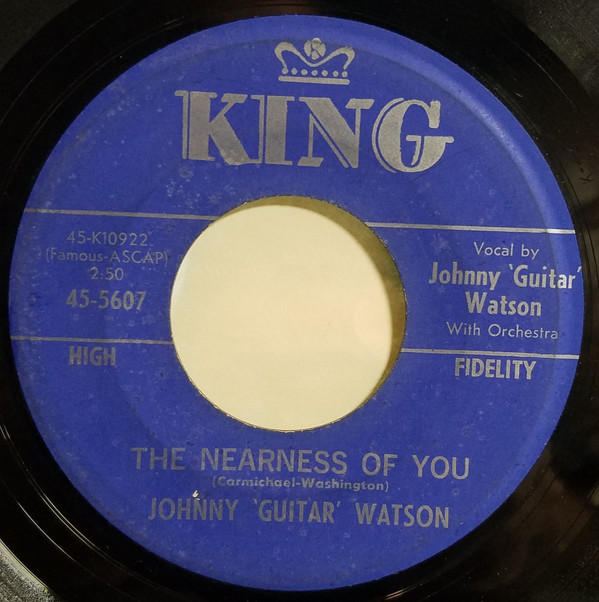 K
KING
45-K10922
(Famous-ASCAP)
2:50
45-5607
Vocal by
Johnny 'Guitar'
Watson
With Orchestra
HIGH
FIDELITY
THE NEARNESS OF YOU
(Carmichael-Washington)
JOHNNY 'GUITAR' WATSON